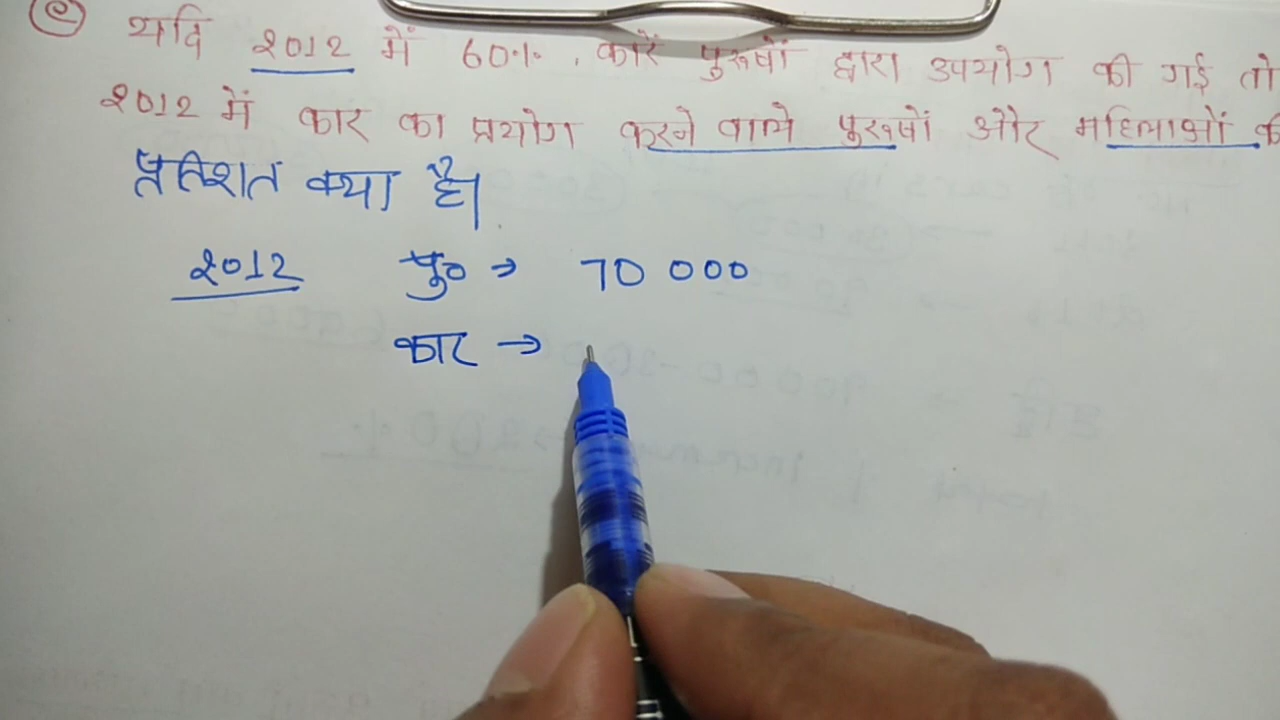 (e) यदि 2012 में 60% कारें पुरूषों द्वारा उपयोग की गई तो
2012 में कार का प्रयोग करने वाले पुरूषों और महिलाओं की
प्रतिशत क्या है।
2012 पु० → 70 000
कार →